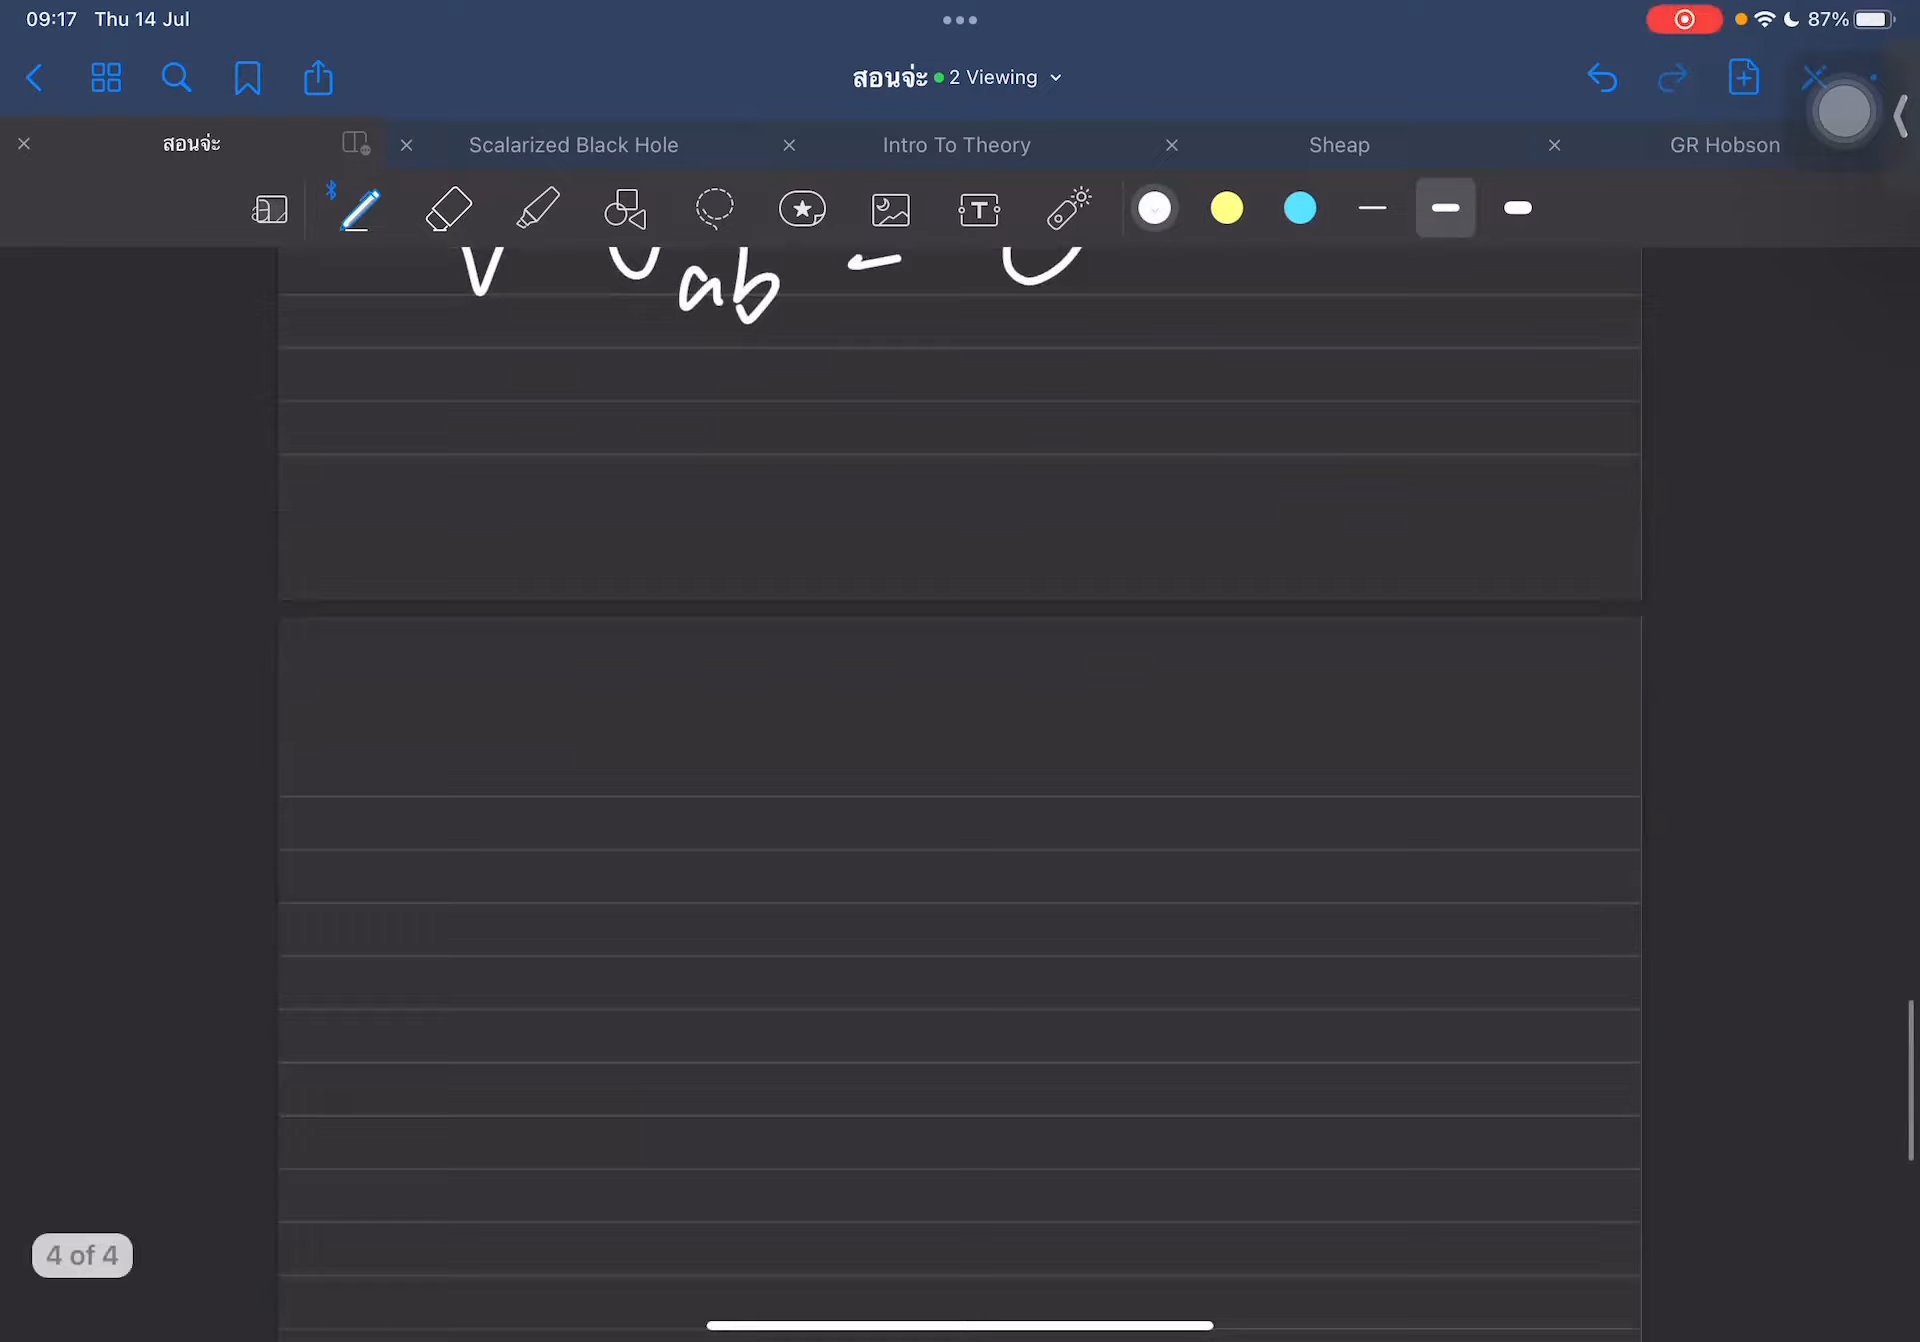 09:17 Thu 14 Jul 87%
สอนจ่ะ 2 Viewing
สอนจ่ะ Scalarized Black Hole Intro To Theory Sheap GR Hobson
T
ab
4 of 4